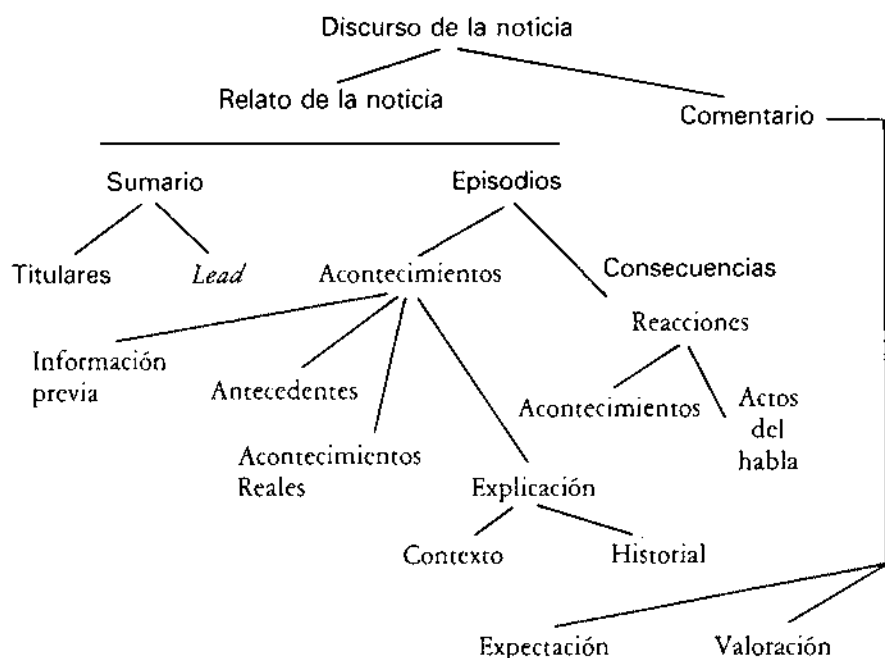 Discurso de la noticia
Relato de la noticia
Comentario
Sumario
Episodios
Titulares
Lead
Acontecimientos
Consecuencias
Reacciones
Información
previa
Antecedentes
Acontecimientos
Actos
del
habla
Acontecimientos
Reales
Explicación
Contexto
Historial
Expectación
Valoración